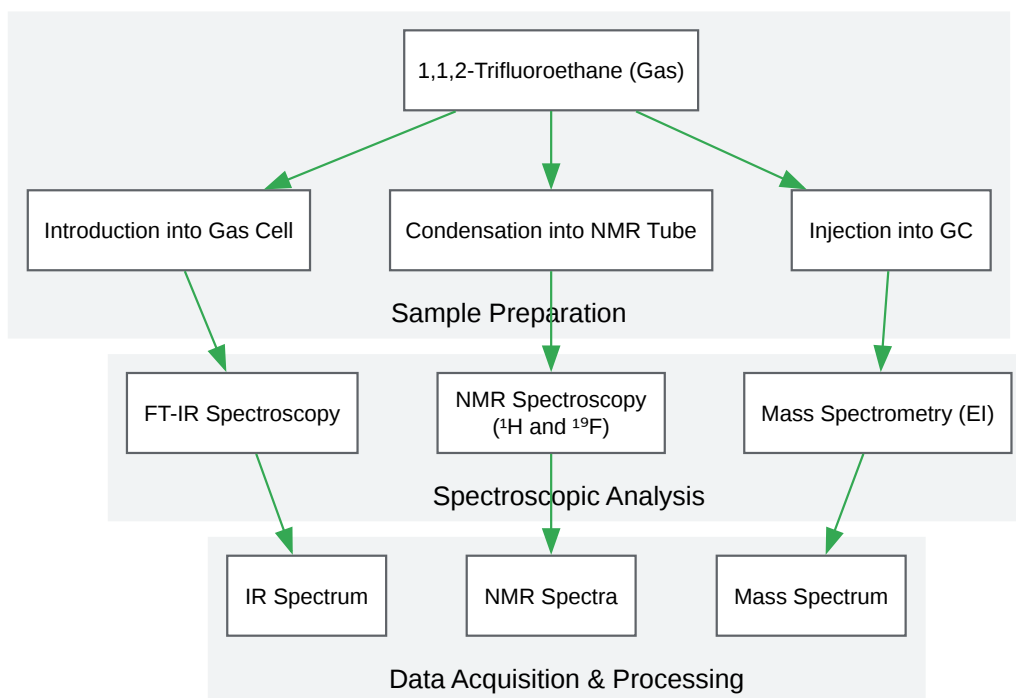 1,1,2-Trifluoroethane (Gas)
Introduction into Gas Cell
Condensation into NMR Tube
Injection into GC
Sample Preparation
FT-IR Spectroscopy
NMR Spectroscopy
(¹H and ¹⁹F)
Mass Spectrometry (EI)
Spectroscopic Analysis
IR Spectrum
NMR Spectra
Mass Spectrum
Data Acquisition & Processing